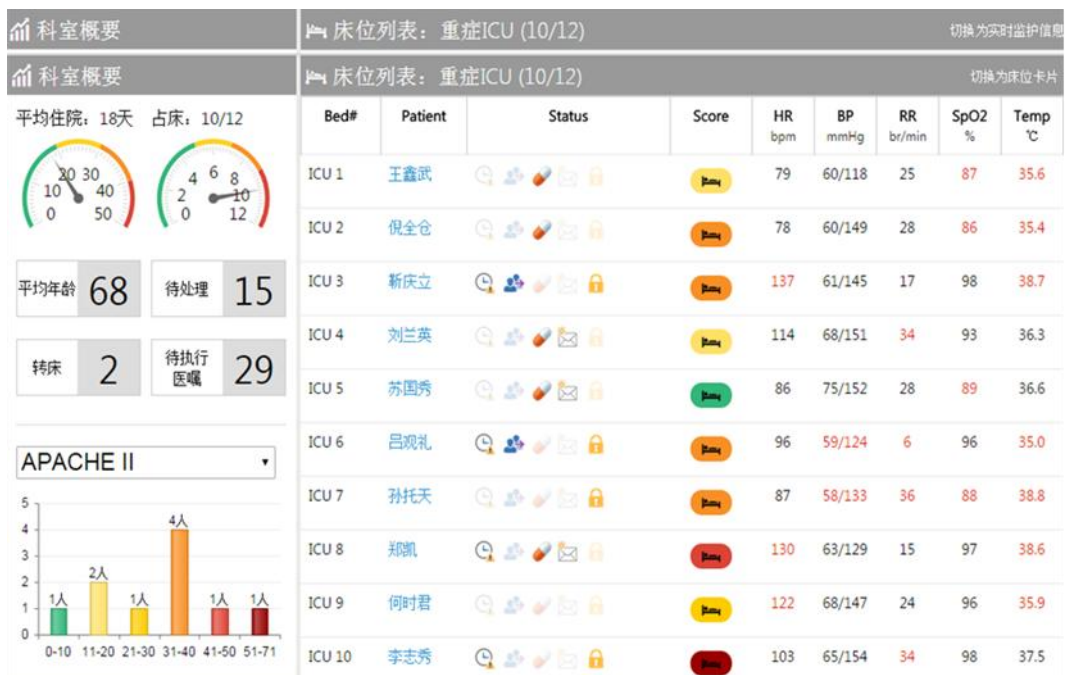 科室概要
床位列表：重症ICU (10/12)
切换为实时监护信息
科室概要
床位列表：重症ICU (10/12)
切换为床位卡片
平均住院：18天 占床：10/12
0 10 20 30 40 50
0 2 4 6 8 10 12
平均年龄 68
待处理 15
转床 2
待执行医嘱 29
APACHE II
5
4
3
2
1
0
1人 2人 1人 4人 1人 1人
0-10 11-20 21-30 31-40 41-50 51-71
Bed# Patient Status Score HR BP RR SpO2 Temp
bpm mmHg br/min % ℃
ICU 1 王鑫武 79 60/118 25 87 35.6
ICU 2 倪全仓 78 60/149 28 86 35.4
ICU 3 靳庆立 137 61/145 17 98 38.7
ICU 4 刘兰英 114 68/151 34 93 36.3
ICU 5 苏国秀 86 75/152 28 89 36.6
ICU 6 吕观礼 96 59/124 6 96 35.0
ICU 7 孙托天 87 58/133 36 88 38.8
ICU 8 郑凯 130 63/129 15 97 38.6
ICU 9 何时君 122 68/147 24 96 35.9
ICU 10 李志秀 103 65/154 34 98 37.5